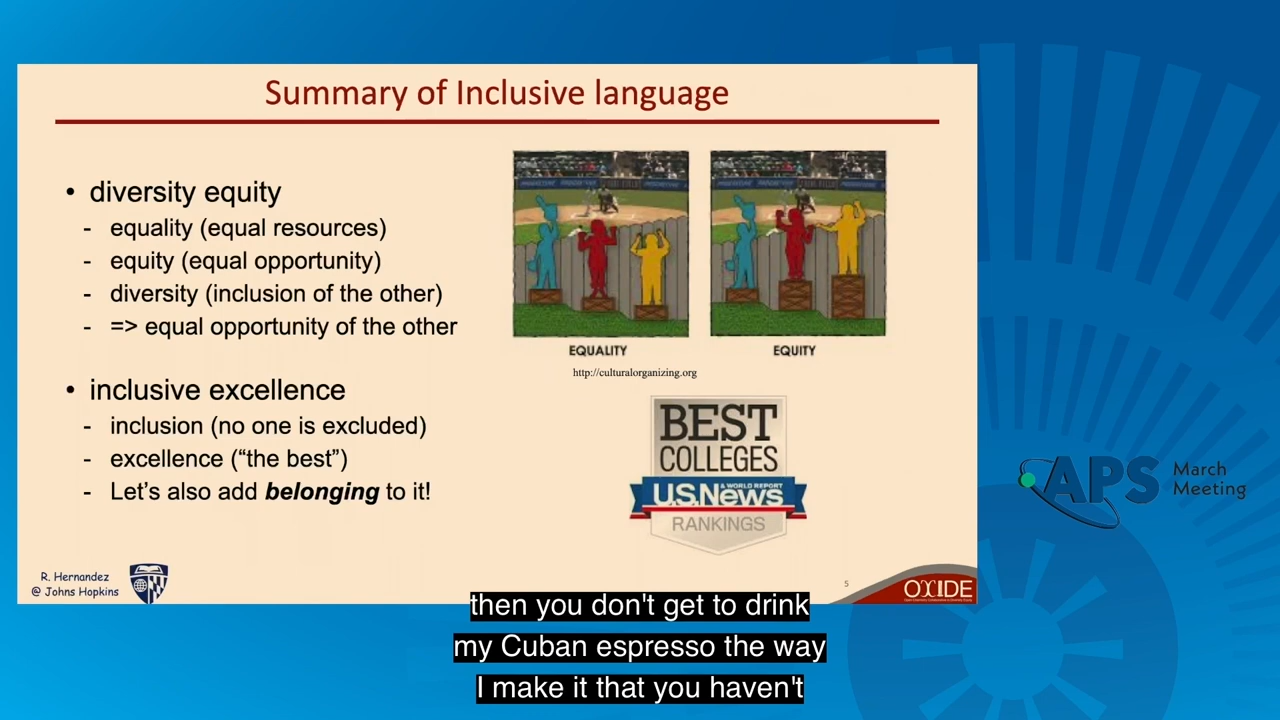 Summary of Inclusive language
• diversity equity
- equality (equal resources)
- equity (equal opportunity)
- diversity (inclusion of the other)
- => equal opportunity of the other
• inclusive excellence
- inclusion (no one is excluded)
- excellence (“the best”)
- Let’s also add belonging to it!
EQUALITY
EQUITY
http://culturalorganizing.org
BEST
COLLEGES
U.S.News
& WORLD REPORT
RANKINGS
R. Hernandez
@ Johns Hopkins
5
OXIDE
APS
March
Meeting
then you don't get to drink
my Cuban espresso the way
I make it that you haven't